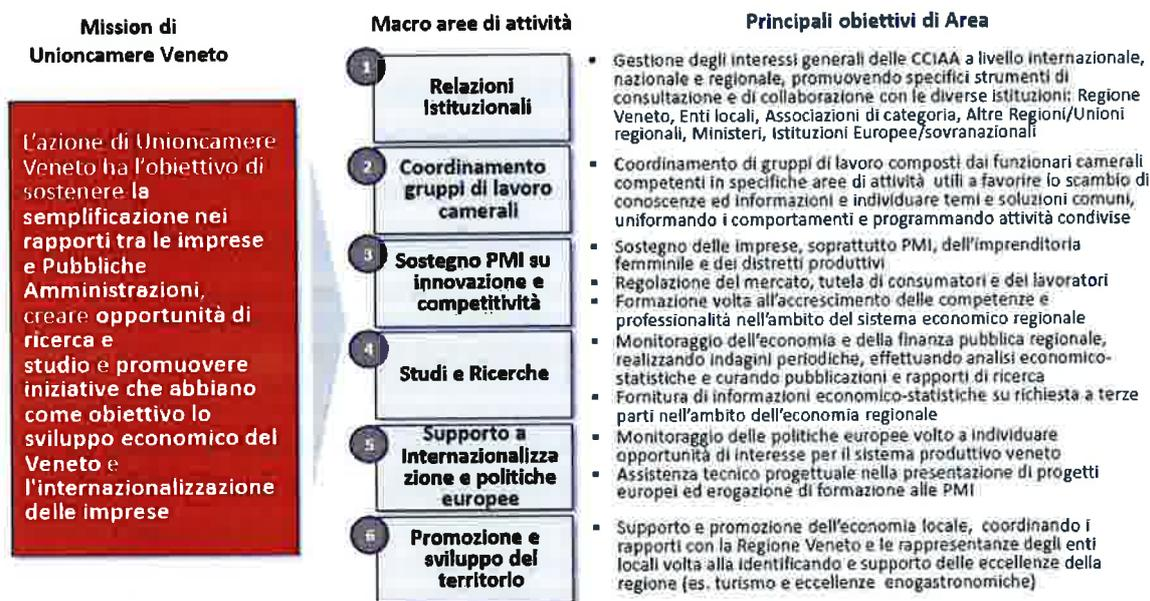 Mission di
Unioncamere Veneto
L'azione di Unioncamere
Veneto ha l'obiettivo di
sostenere la
semplificazione nei
rapporti tra le imprese
e Pubbliche
Amministrazioni,
creare opportunità di
ricerca e
studio e promuovere
iniziative che abbiano
come obiettivo lo
sviluppo economico del
Veneto e
l'internazionalizzazione
delle imprese
Macro aree di attività
1
Relazioni
Istituzionali
2
Coordinamento
gruppi di lavoro
camerali
3
Sostegno PMI su
innovazione e
competitività
4
Studi e Ricerche
5
Supporto a
Internazionalizza
zione e politiche
europee
6
Promozione e
sviluppo del
territorio
Principali obiettivi di Area
▪ Gestione degli interessi generali delle CCIAA a livello internazionale,
nazionale e regionale, promuovendo specifici strumenti di
consultazione e di collaborazione con le diverse istituzioni: Regione
Veneto, Enti locali, Associazioni di categoria, Altre Regioni/Unioni
regionali, Ministeri, Istituzioni Europee/sovranazionali
▪ Coordinamento di gruppi di lavoro composti dai funzionari camerali
competenti in specifiche aree di attività utili a favorire lo scambio di
conoscenze ed informazioni e individuare temi e soluzioni comuni,
uniformando i comportamenti e programmando attività condivise
▪ Sostegno delle imprese, soprattutto PMI, dell'imprenditoria
femminile e dei distretti produttivi
▪ Regolazione del mercato, tutela di consumatori e dei lavoratori
▪ Formazione volta all'accrescimento delle competenze e
professionalità nell'ambito del sistema economico regionale
▪ Monitoraggio dell'economia e della finanza pubblica regionale,
realizzando indagini periodiche, effettuando analisi economico-
statistiche e curando pubblicazioni e rapporti di ricerca
▪ Fornitura di informazioni economico-statistiche su richiesta a terze
parti nell'ambito dell'economia regionale
▪ Monitoraggio delle politiche europee volto a individuare
opportunità di interesse per il sistema produttivo veneto
▪ Assistenza tecnico progettuale nella presentazione di progetti
europei ed erogazione di formazione alle PMI
▪ Supporto e promozione dell'economia locale, coordinando i
rapporti con la Regione Veneto e le rappresentanze degli enti
locali volta alla identificando e supporto delle eccellenze della
regione (es. turismo e eccellenze enogastronomiche)